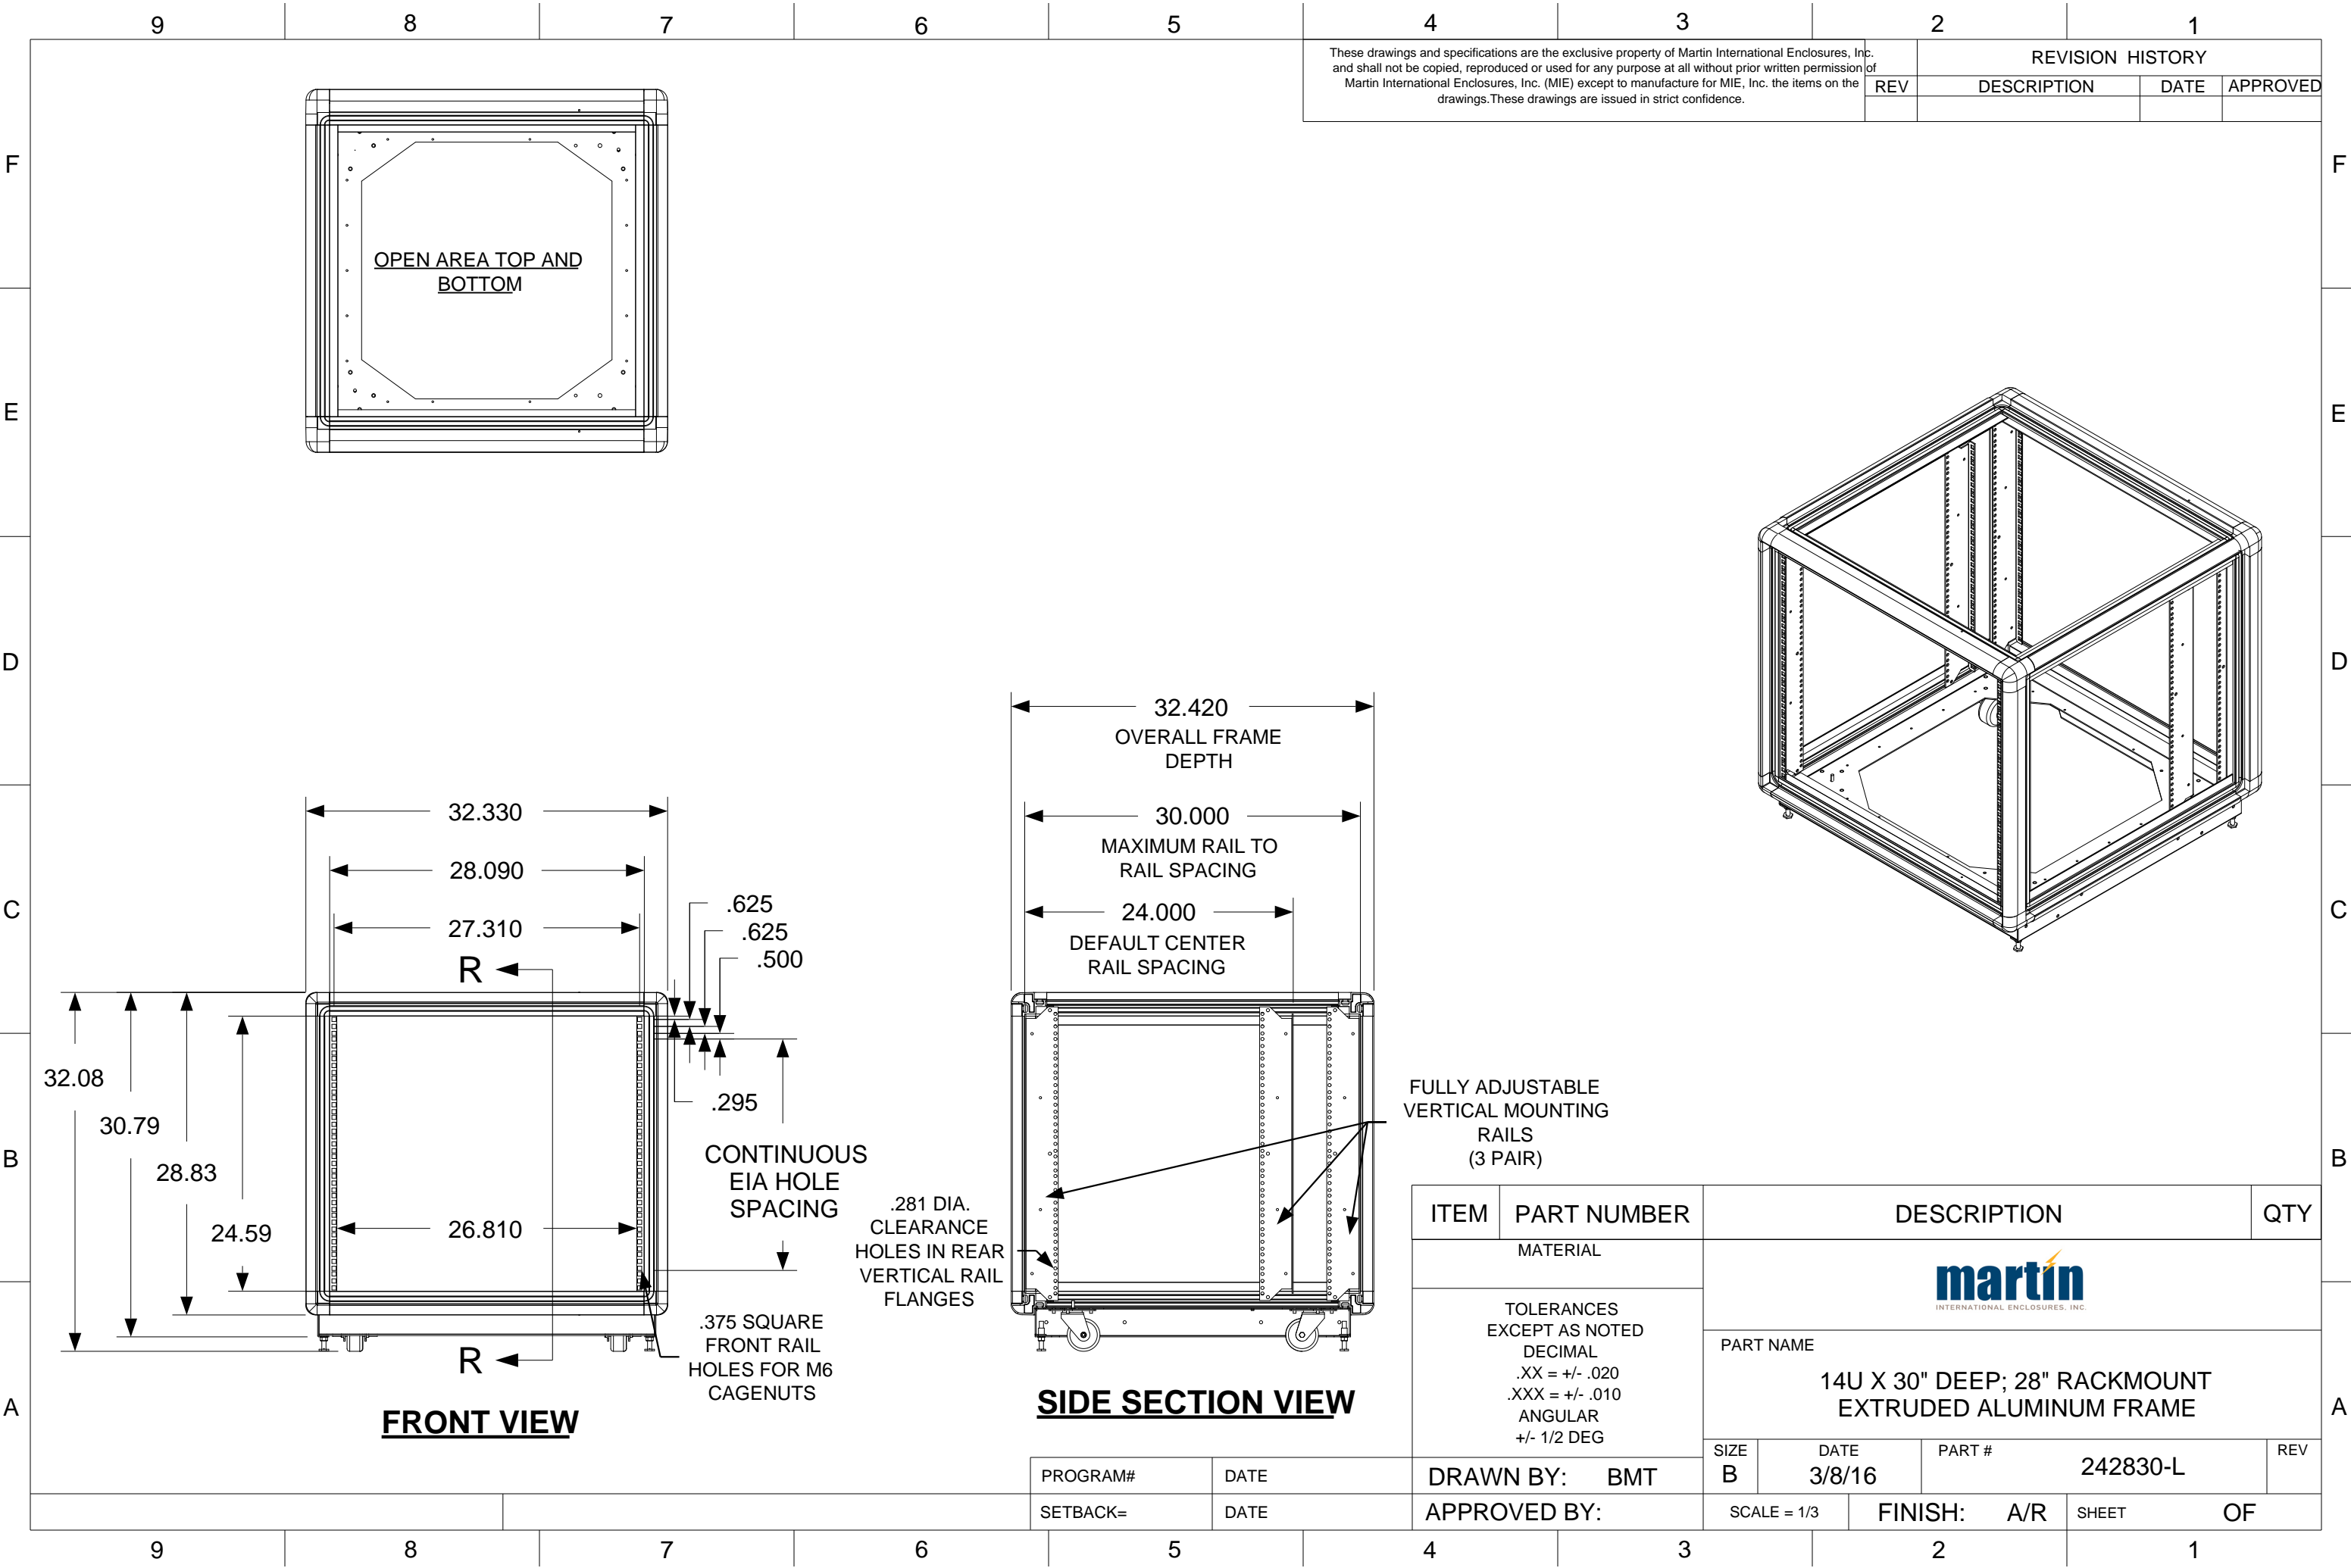 9 8 7 6 5 4 3 2 1
These drawings and specifications are the exclusive property of Martin International Enclosures, Inc.
and shall not be copied, reproduced or used for any purpose at all without prior written permission of
Martin International Enclosures, Inc. (MIE) except to manufacture for MIE, Inc. the items on the
drawings.These drawings are issued in strict confidence.
REVISION HISTORY
REV DESCRIPTION DATE APPROVED
F F
OPEN AREA TOP AND
BOTTOM
E E
D D
32.420
OVERALL FRAME
DEPTH
30.000
MAXIMUM RAIL TO
RAIL SPACING
24.000
DEFAULT CENTER
RAIL SPACING
32.330
28.090
27.310
.625
.625
.500
C C
R
32.08
30.79
28.83
24.59
26.810
.295
CONTINUOUS
EIA HOLE
SPACING
B B
.281 DIA.
CLEARANCE
HOLES IN REAR
VERTICAL RAIL
FLANGES
FULLY ADJUSTABLE
VERTICAL MOUNTING
RAILS
(3 PAIR)
.375 SQUARE
FRONT RAIL
HOLES FOR M6
CAGENUTS
R
FRONT VIEW
SIDE SECTION VIEW
A A
ITEM PART NUMBER DESCRIPTION QTY
MATERIAL
martin
INTERNATIONAL ENCLOSURES, INC.
TOLERANCES
EXCEPT AS NOTED
DECIMAL
.XX = +/- .020
.XXX = +/- .010
ANGULAR
+/- 1/2 DEG
PART NAME
14U X 30" DEEP; 28" RACKMOUNT
EXTRUDED ALUMINUM FRAME
SIZE DATE PART # REV
B 3/8/16 242830-L
PROGRAM# DATE DRAWN BY: BMT
SETBACK= DATE APPROVED BY: SCALE = 1/3 FINISH: A/R SHEET OF
9 8 7 6 5 4 3 2 1